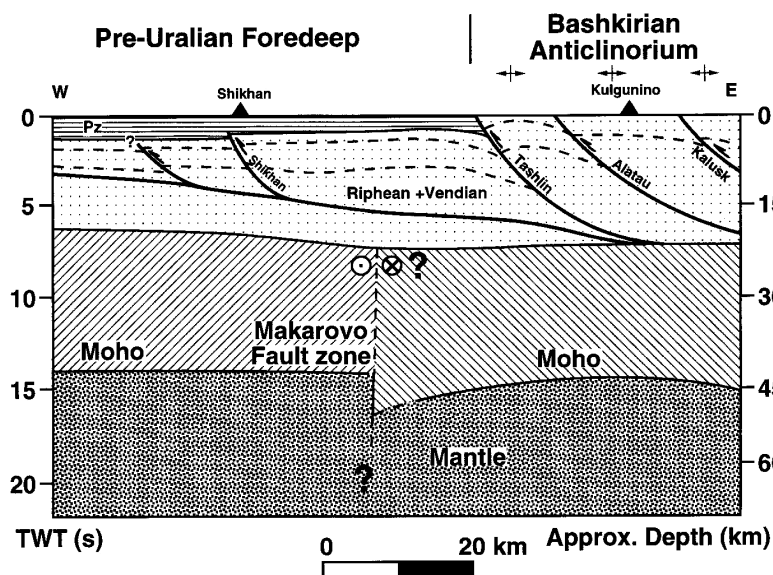 Pre-Uralian Foredeep
Bashkirian
Anticlinorium
W
Shikhan
Kulgunino
E
0
0
Pz
?
Shikhan
Tashlin
Alatau
Kalusk
Riphean +Vendian
5
15
?
10
30
Makarovo
Fault zone
Moho
Moho
15
45
Mantle
?
60
20
TWT (s)
Approx. Depth (km)
0
20 km